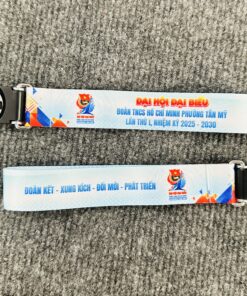 ĐẠI HỘI ĐẠI BIỂU
ĐOÀN TNCS HỒ CHÍ MINH PHƯỜNG TÂN MỸ
LẦN THỨ I, NHIỆM KỲ 2025 - 2030
ĐOÀN KẾT - XUNG KÍCH - ĐỔI MỚI - PHÁT TRIỂN